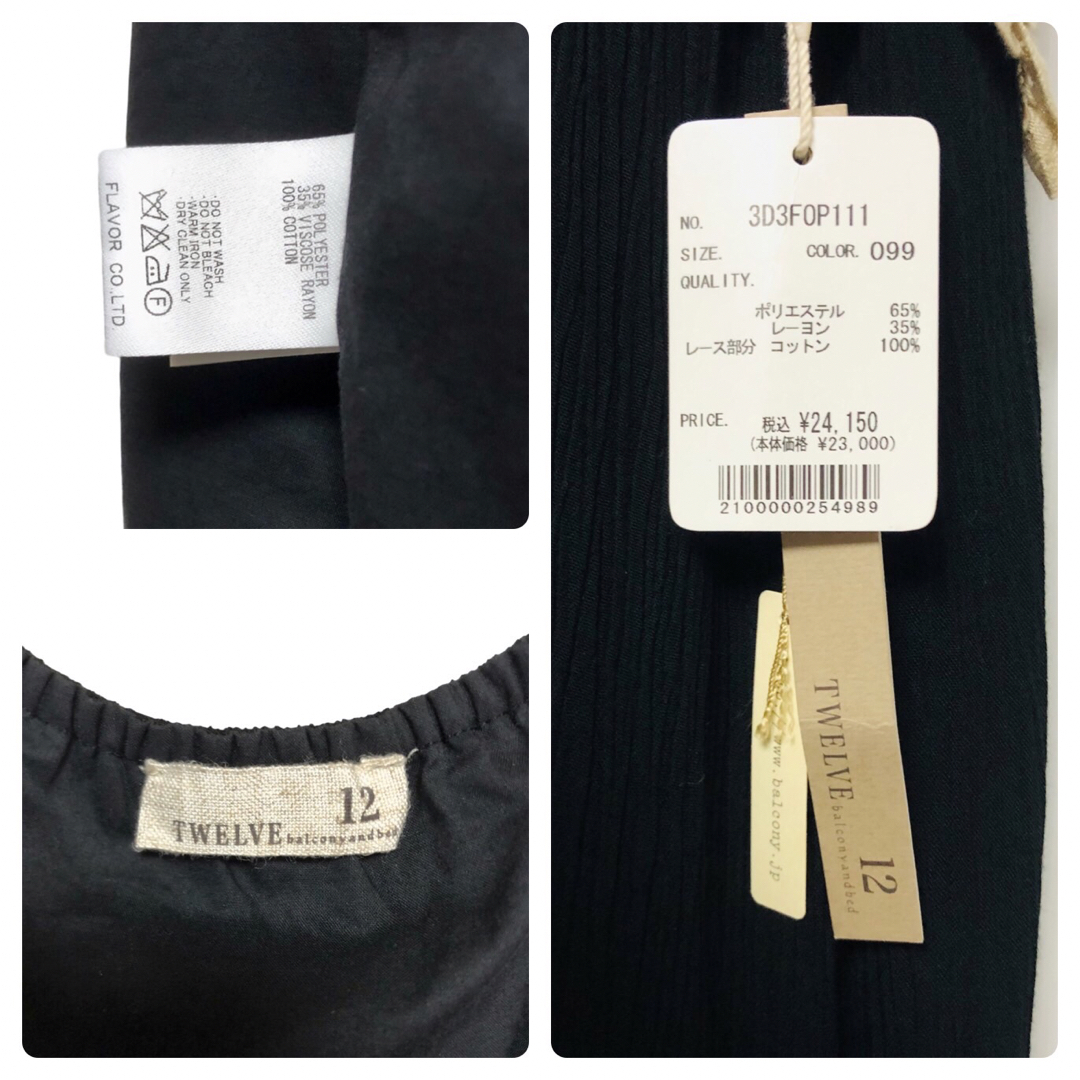 65% POLYESTER
35% VISCOSE RAYON
100% COTTON
·DO NOT WASH
·DO NOT BLEACH
·WARM IRON
·DRY CLEAN ONLY
F
FLAVOR CO.,LTD.
12
TWELVE balconyandbed
NO. 3D3F0P111
SIZE. COLOR. 099
QUALITY.
ポリエステル 65%
レーヨン 35%
レース部分 コットン 100%
PRICE. 税込 ¥24,150
(本体価格 ¥23,000)
2100000254989
www.balcony.jp
TWELVE balconyandbed
12